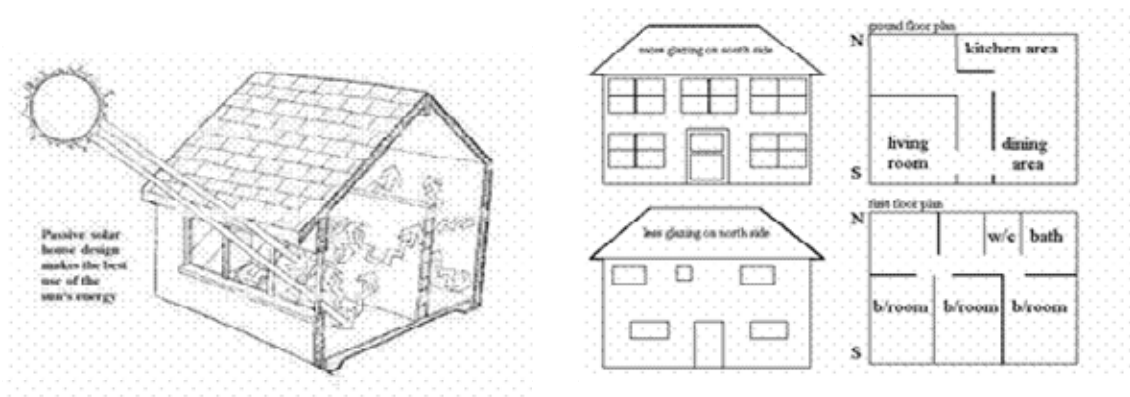 Passive solar
house design
makes the best
use of the
sun's energy
more glazing on north side
ground floor plan
N
kitchen area
living
room
dining
area
S
less glazing on north side
first floor plan
N
w/c
bath
b/room
b/room
b/room
S